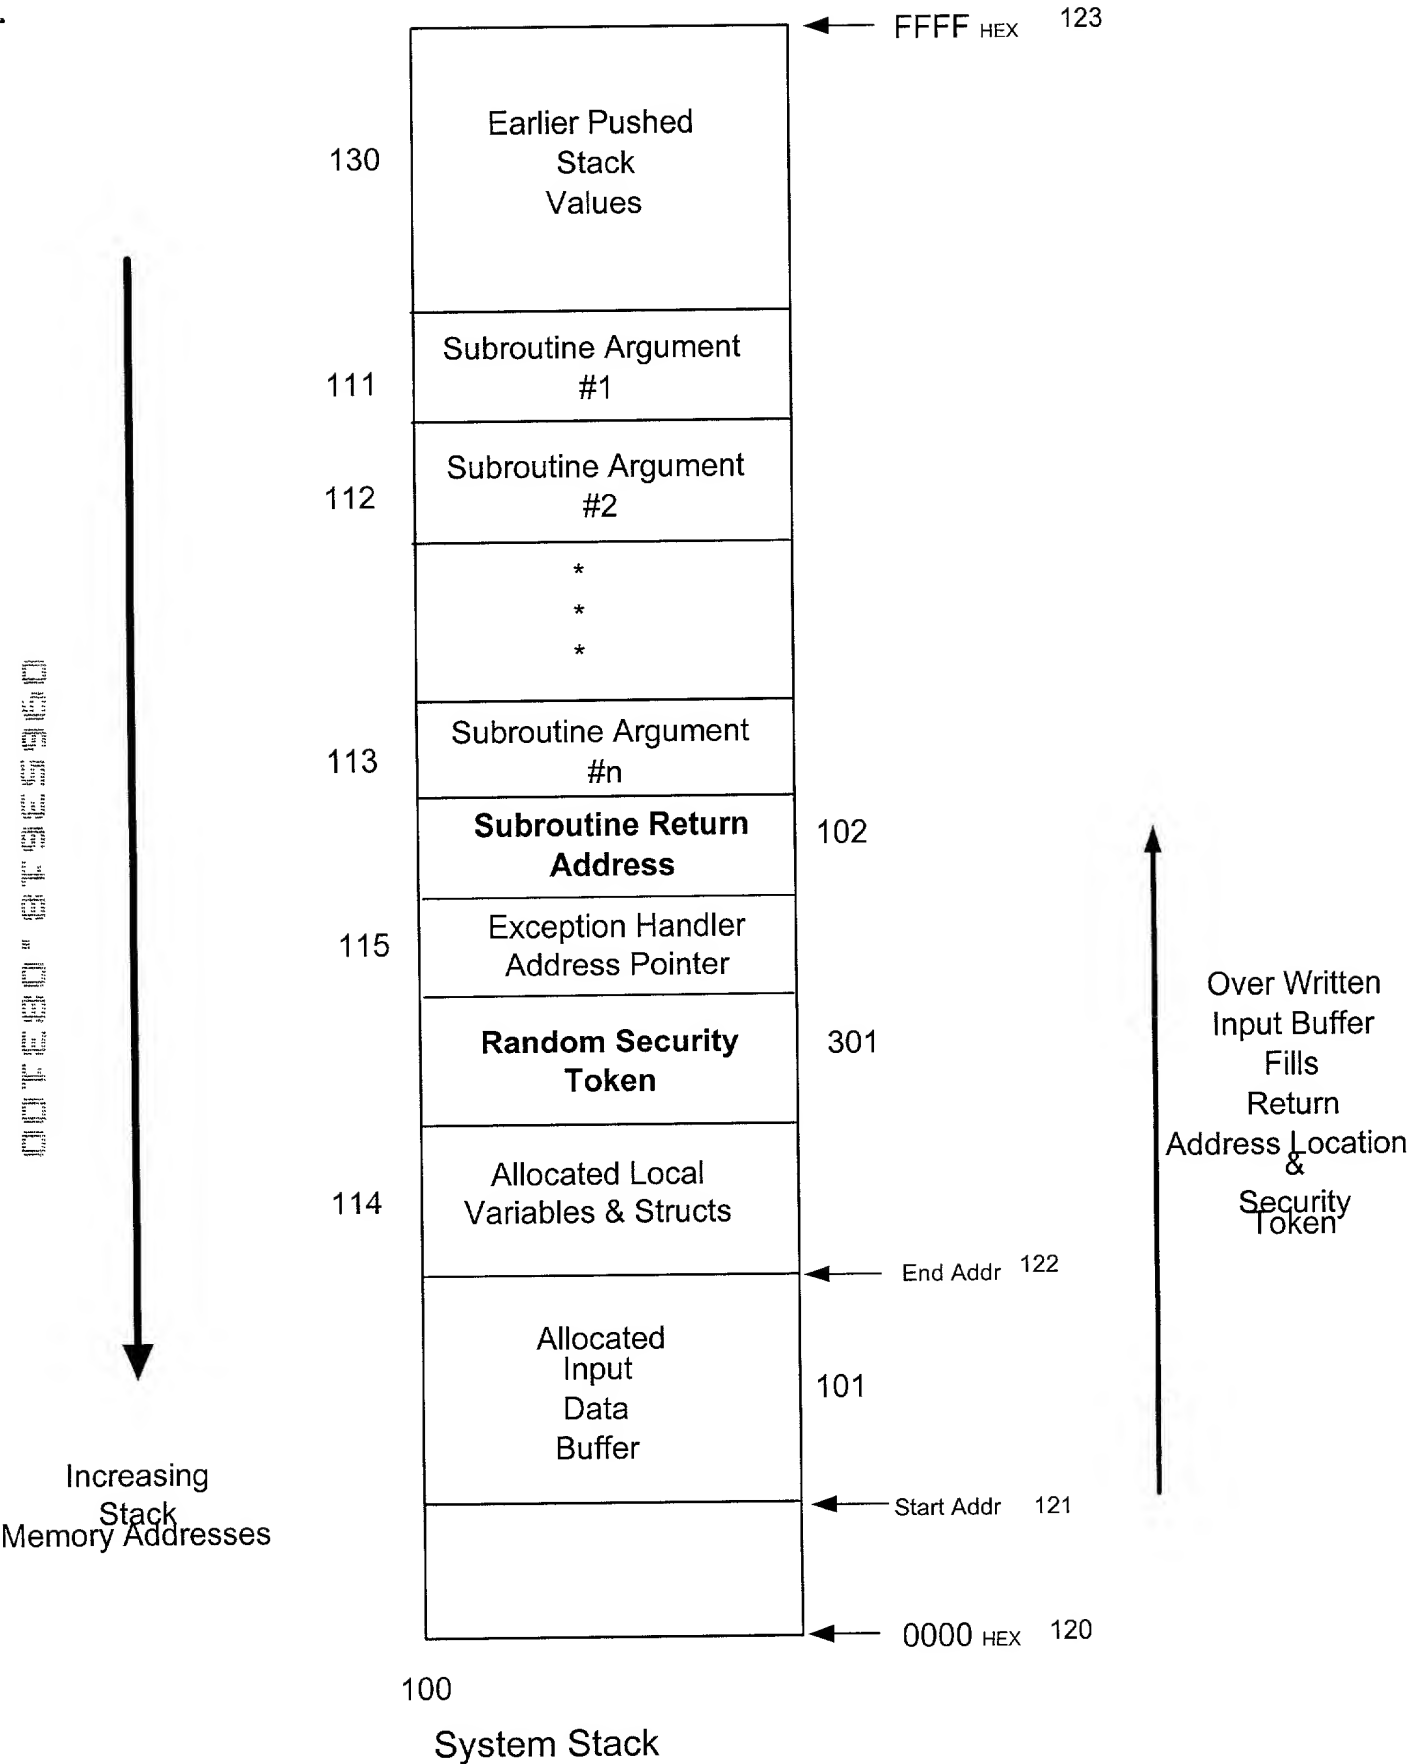 FFFF HEX 123
Earlier Pushed
Stack
Values
130
Subroutine Argument
#1
111
Subroutine Argument
#2
112
*
*
*
Subroutine Argument
#n
113
Subroutine Return
Address
102
Exception Handler
Address Pointer
115
Random Security
Token
301
Allocated Local
Variables & Structs
114
End Addr 122
Allocated
Input
Data
Buffer
101
Start Addr 121
0000 HEX 120
100
System Stack
Increasing
Stack
Memory Addresses
Over Written
Input Buffer
Fills
Return
Address Location
&
Security
Token